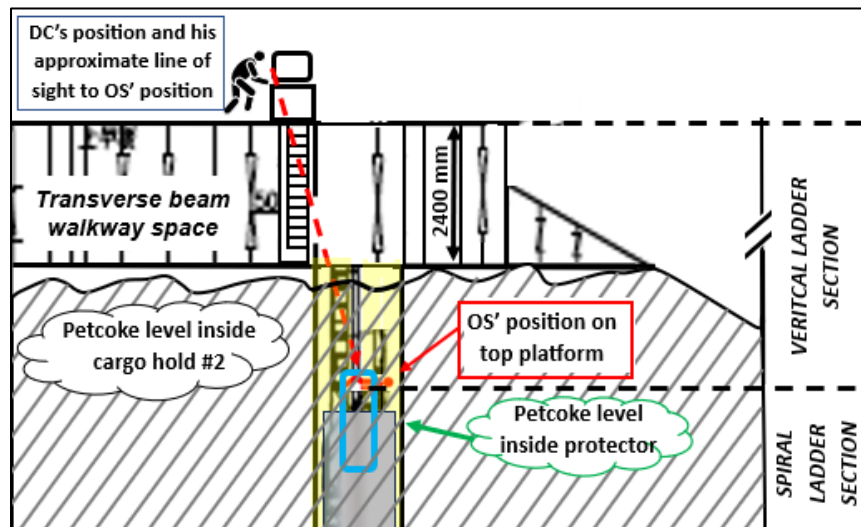 DC's position and his
approximate line of
sight to OS' position
Transverse beam
walkway space
50
2400 mm
VERITCAL LADDER
SECTION
Petcoke level inside
cargo hold #2
OS' position on
top platform
Petcoke level
inside protector
SPIRAL
LADDER
SECTION